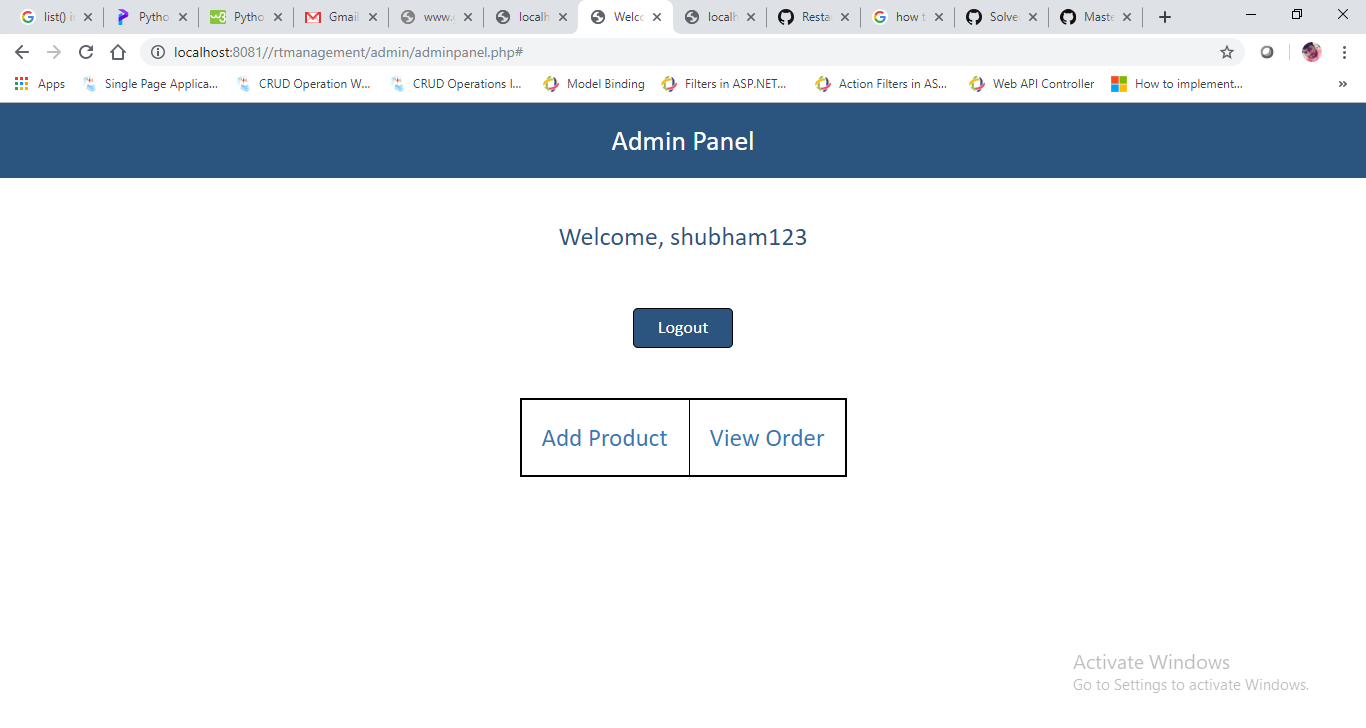 list() i Pytho Pytho Gmail www. localh Welc localh Resta how t Solve Maste
localhost:8081//rtmanagement/admin/adminpanel.php#
Apps Single Page Applica... CRUD Operation W... CRUD Operations I... Model Binding Filters in ASP.NET... Action Filters in AS... Web API Controller How to implement... »
Admin Panel
Welcome, shubham123
Logout
Add Product View Order
Activate Windows
Go to Settings to activate Windows.